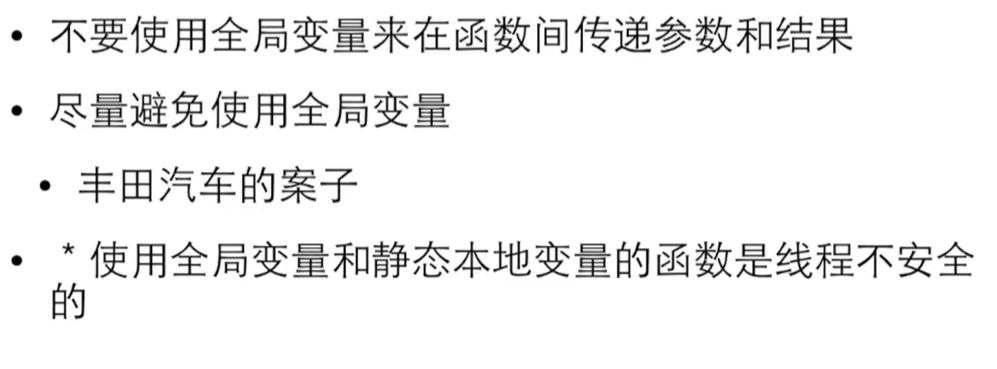 • 不要使用全局变量来在函数间传递参数和结果
• 尽量避免使用全局变量
• 丰田汽车的案子
• *使用全局变量和静态本地变量的函数是线程不安全
的